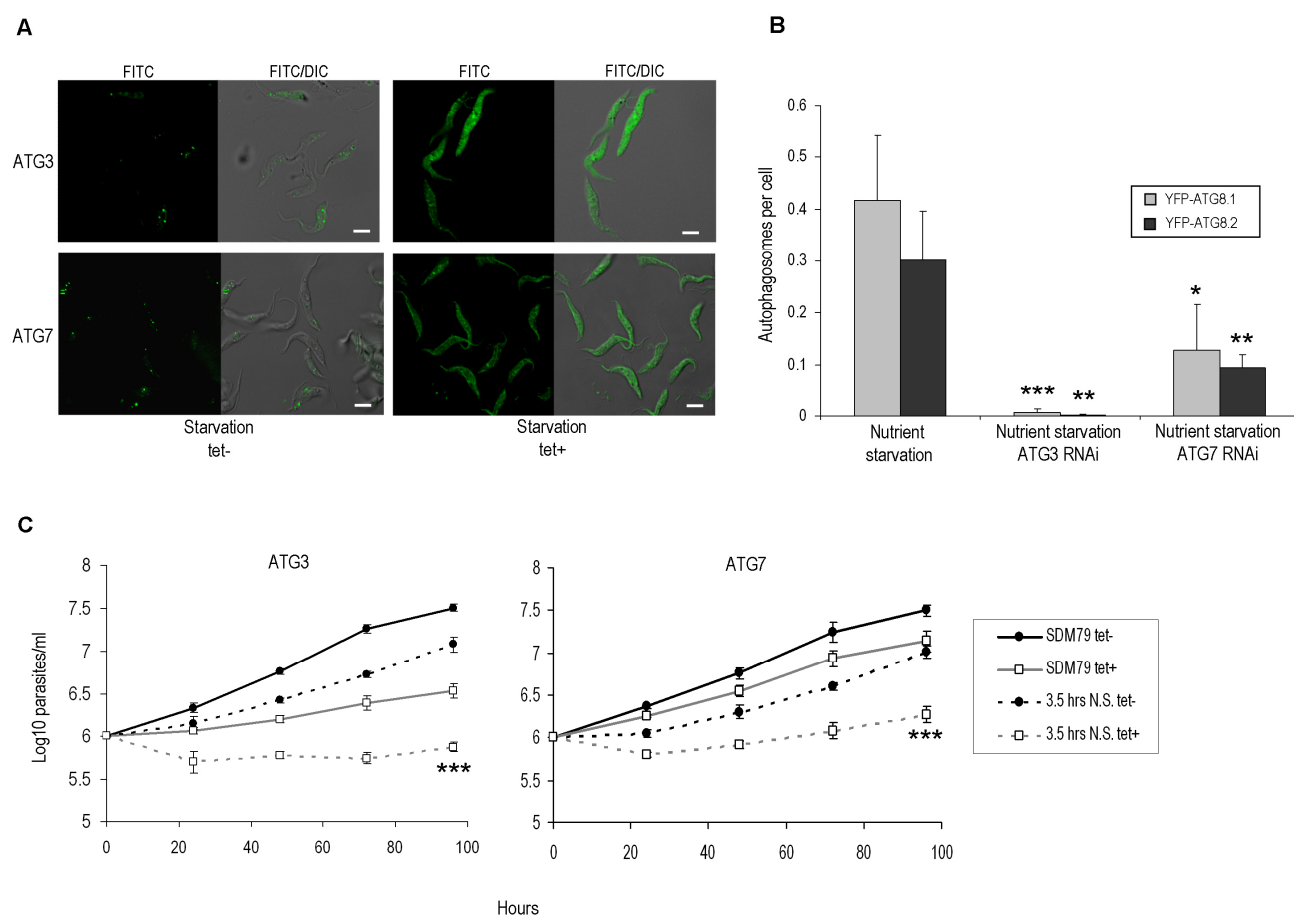 A
FITC
FITC/DIC
FITC
FITC/DIC
ATG3
ATG7
Starvation
tet-
Starvation
tet+
B
Autophagosomes per cell
0.6
0.5
0.4
0.3
0.2
0.1
0
YFP-ATG8.1
YFP-ATG8.2
*
**
***
**
Nutrient
starvation
Nutrient starvation
ATG3 RNAi
Nutrient starvation
ATG7 RNAi
C
ATG3
Log10 parasites/ml
8
7.5
7
6.5
6
5.5
5
***
0
20
40
60
80
100
ATG7
8
7.5
7
6.5
6
5.5
5
***
0
20
40
60
80
100
SDM79 tet-
SDM79 tet+
3.5 hrs N.S. tet-
3.5 hrs N.S. tet+
Hours